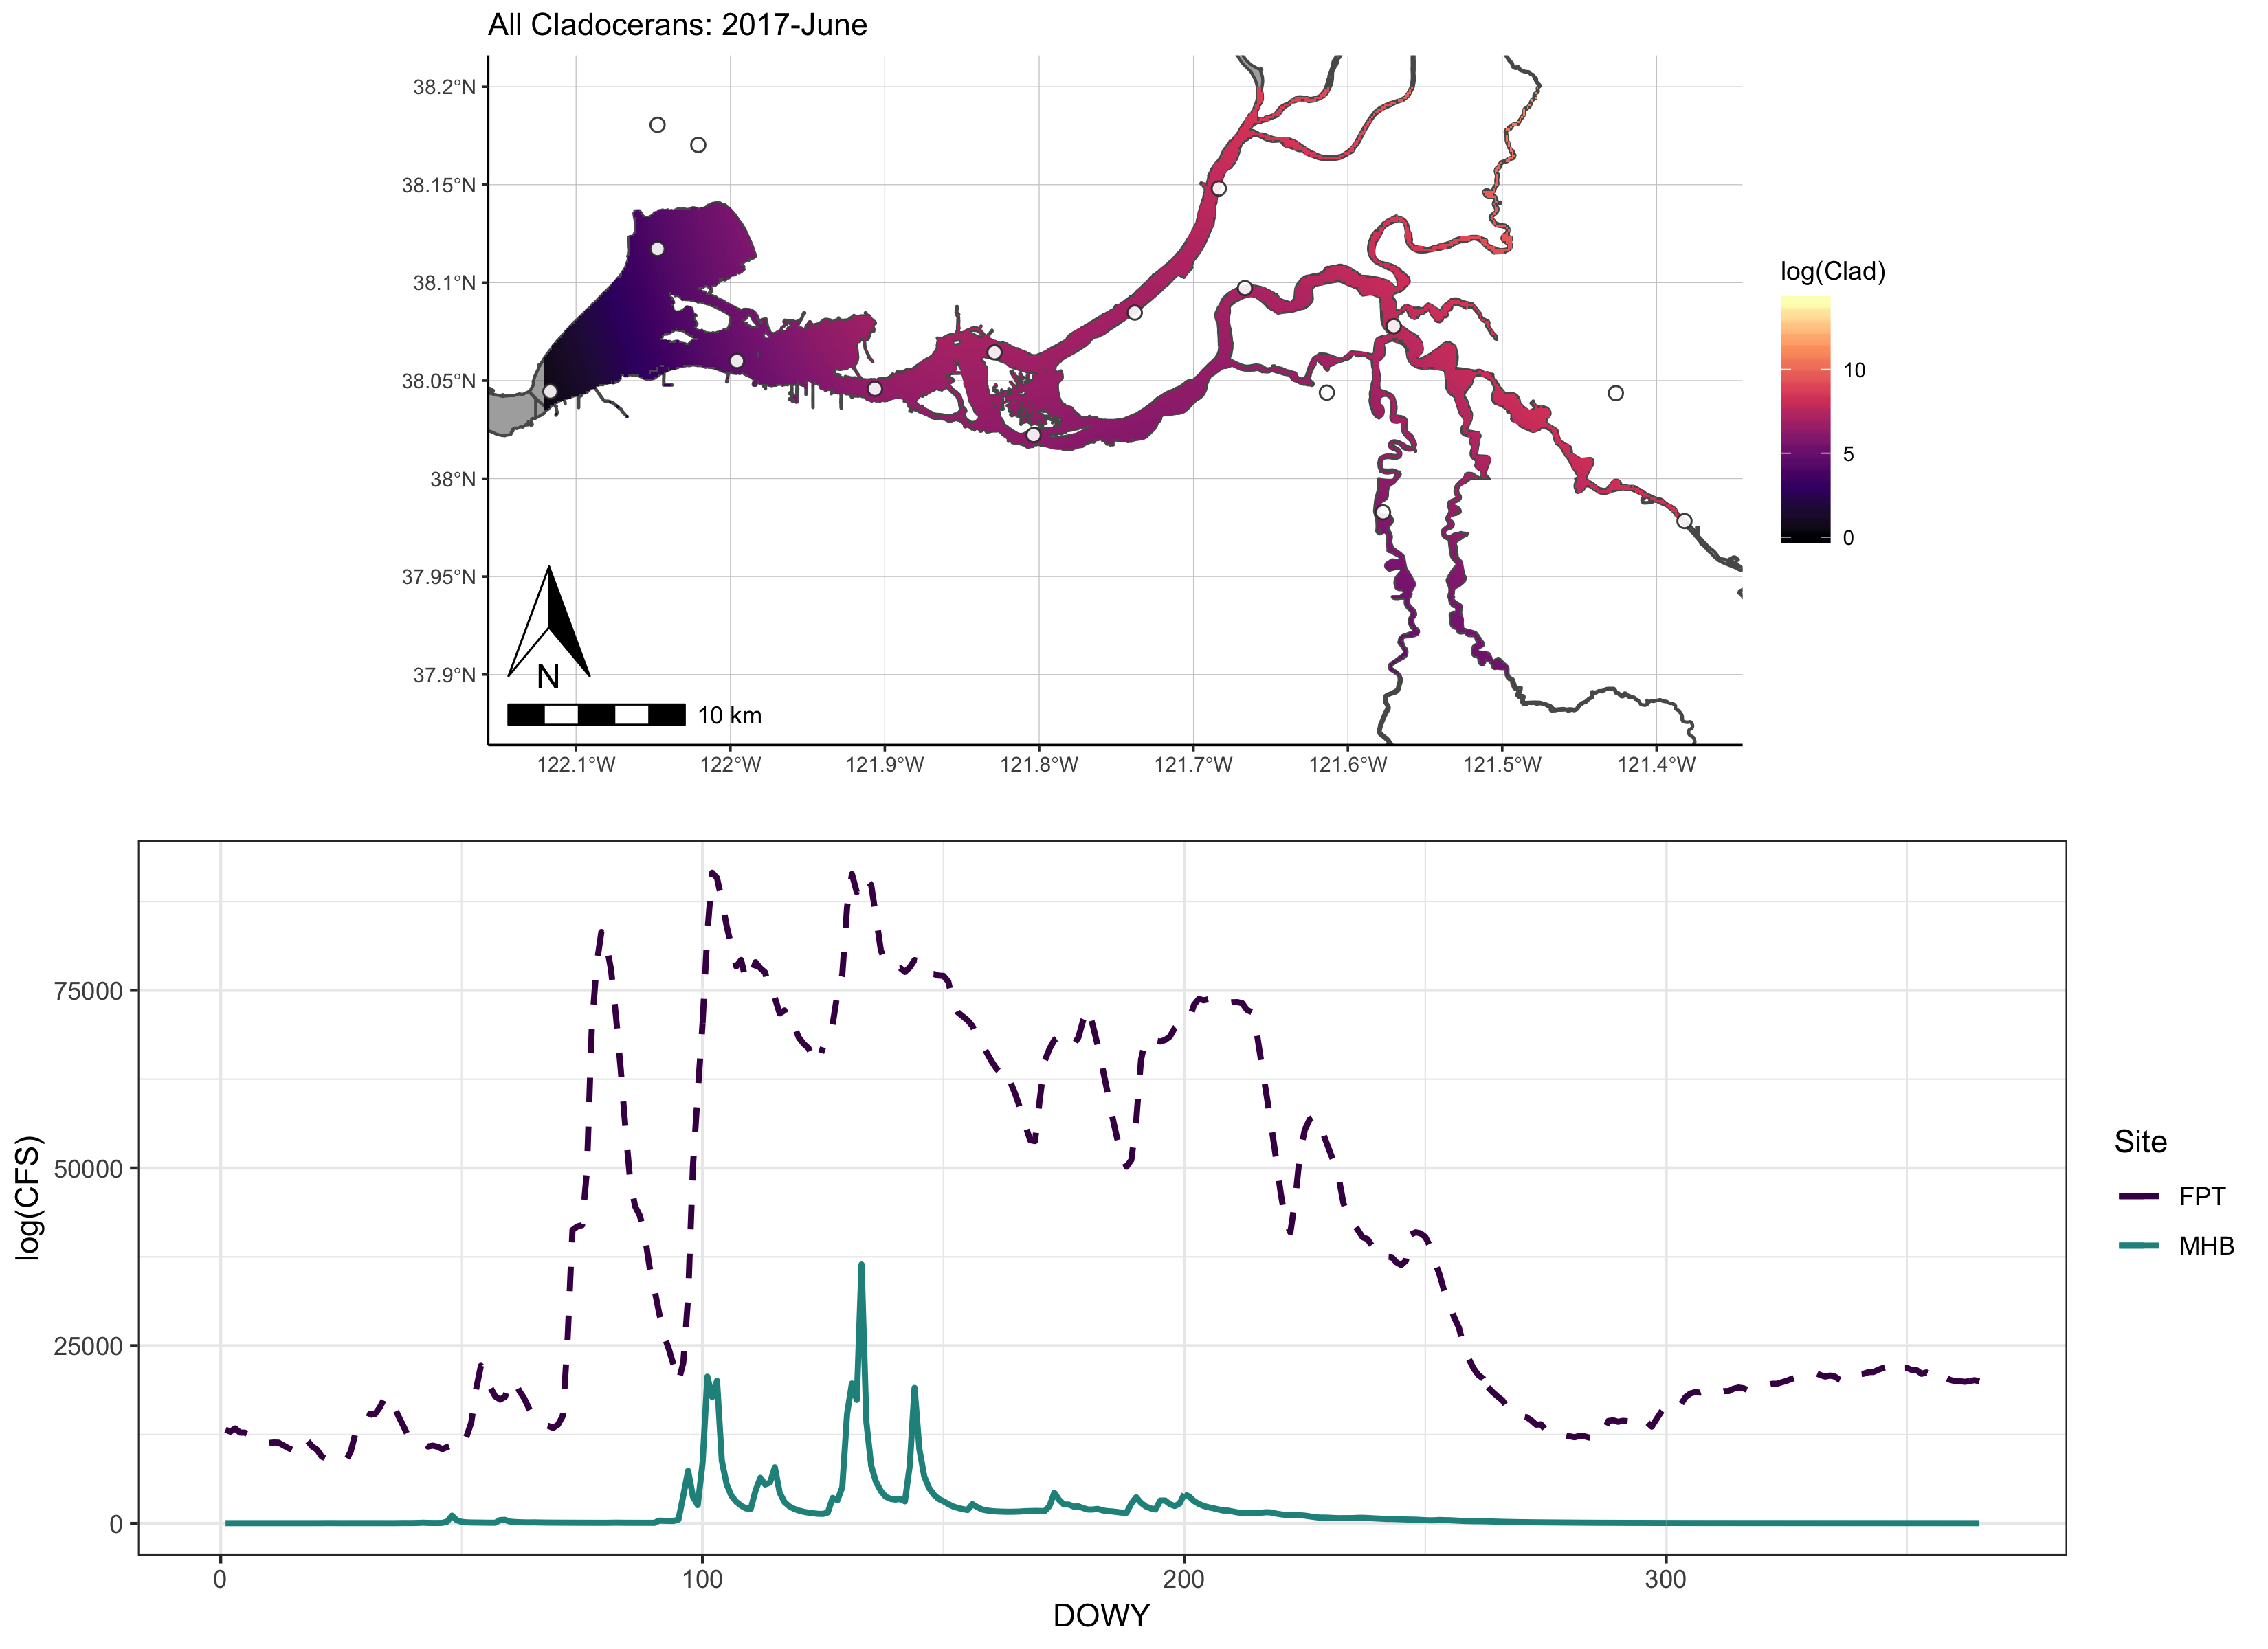 All Cladocerans: 2017-June
38.2°N
38.15°N
38.1°N
38.05°N
38°N
37.95°N
37.9°N
N
10 km
122.1°W 122°W 121.9°W 121.8°W 121.7°W 121.6°W 121.5°W 121.4°W
log(Clad)
10
5
0
log(CFS)
75000
50000
25000
0
0 100 200 300
DOWY
Site
FPT
MHB